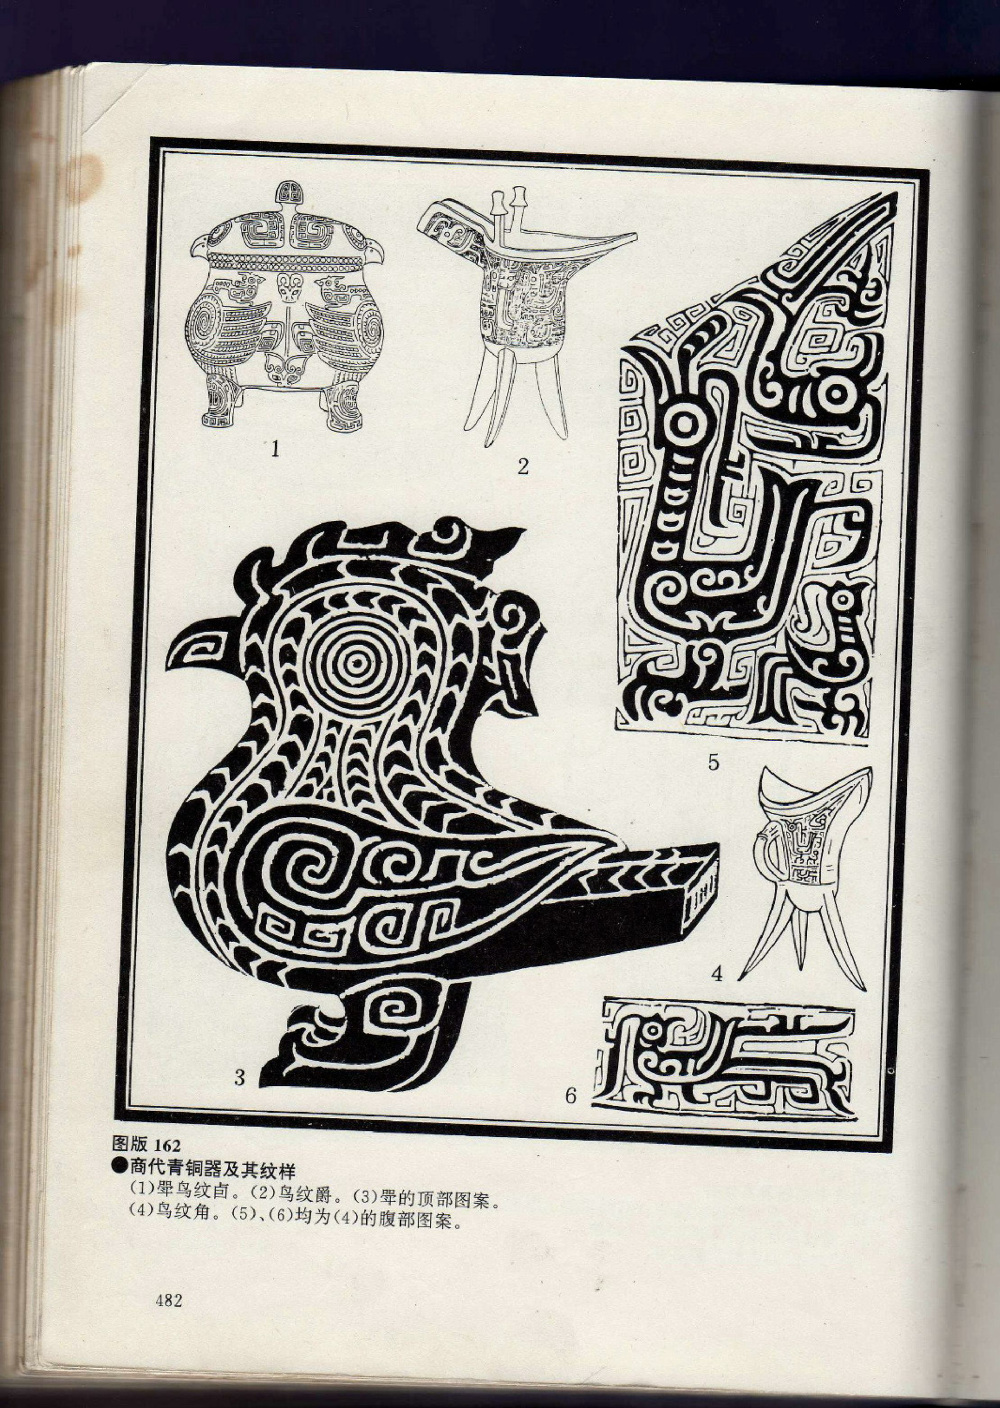 1
2
5
4
3
6
图版 162
●商代青铜器及其纹样
(1)斝鸟纹卣。(2)鸟纹爵。(3)斝的顶部图案。
(4)鸟纹角。(5)、(6)均为(4)的腹部图案。
482